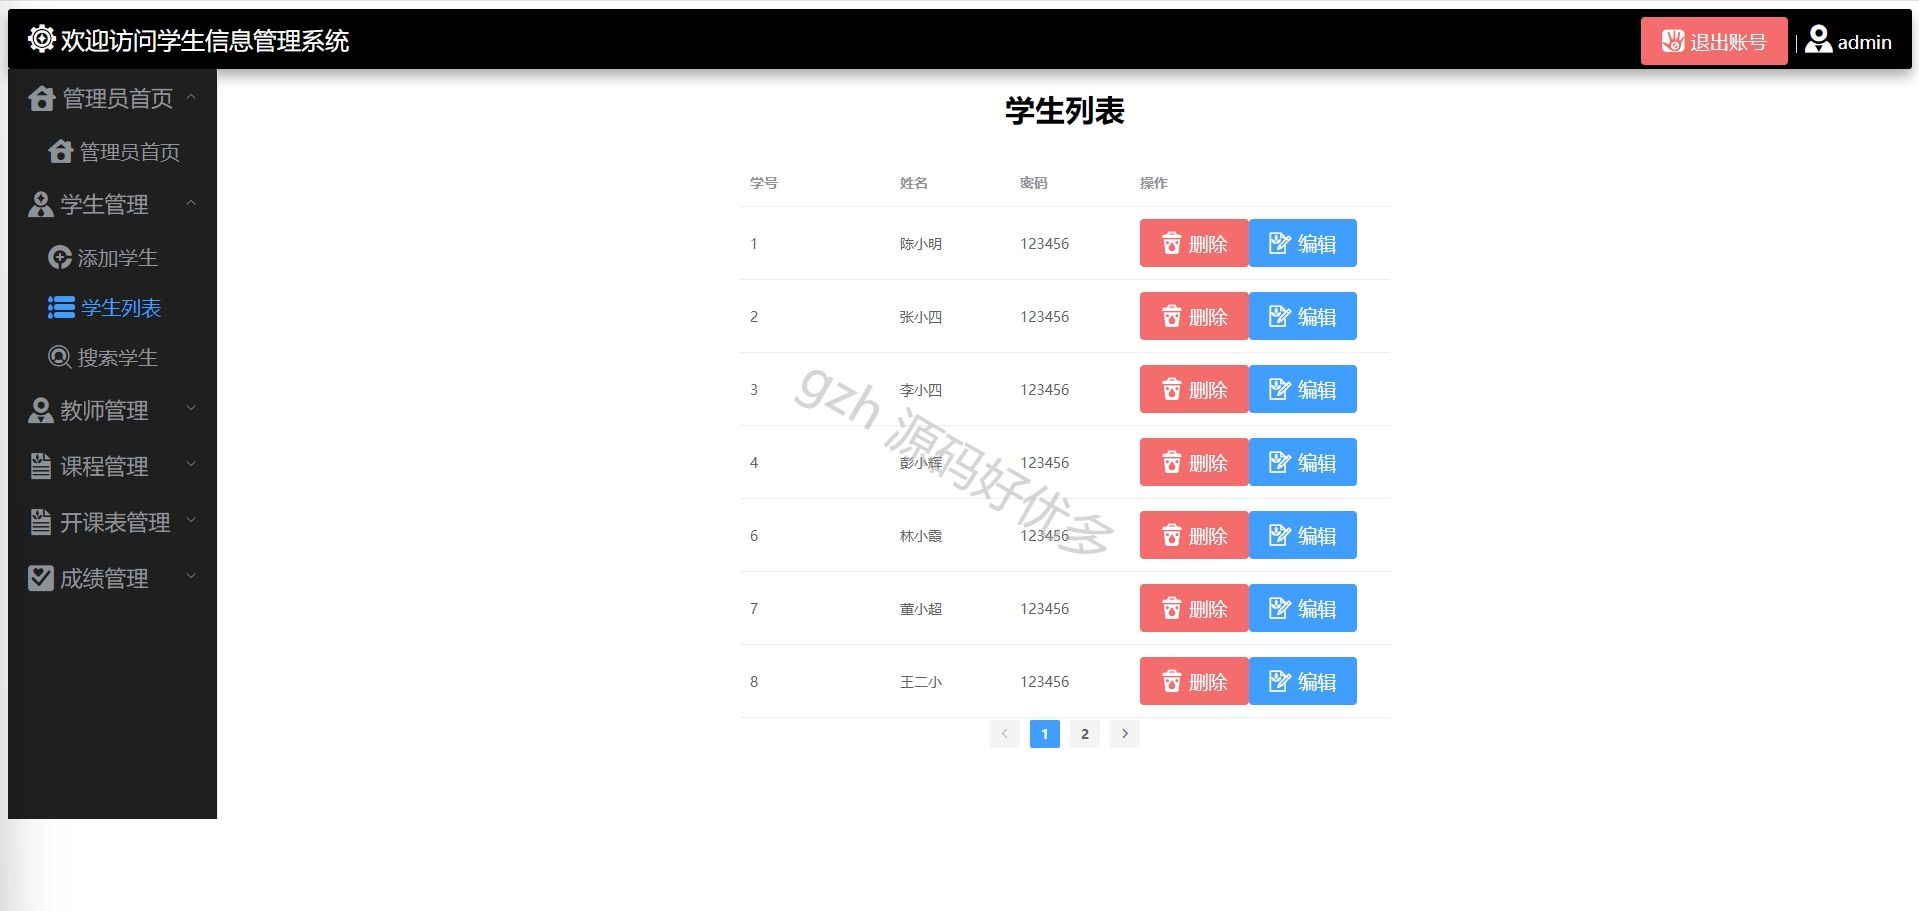 欢迎访问学生信息管理系统
退出账号 | admin
管理员首页
管理员首页
学生管理
添加学生
学生列表
搜索学生
教师管理
课程管理
开课表管理
成绩管理
学生列表
学号 姓名 密码 操作
1 陈小明 123456 删除 编辑
2 张小四 123456 删除 编辑
3 李小四 123456 删除 编辑
4 彭小辉 123456 删除 编辑
6 林小霞 123456 删除 编辑
7 董小超 123456 删除 编辑
8 王二小 123456 删除 编辑
gzh 源码好优多
1 2